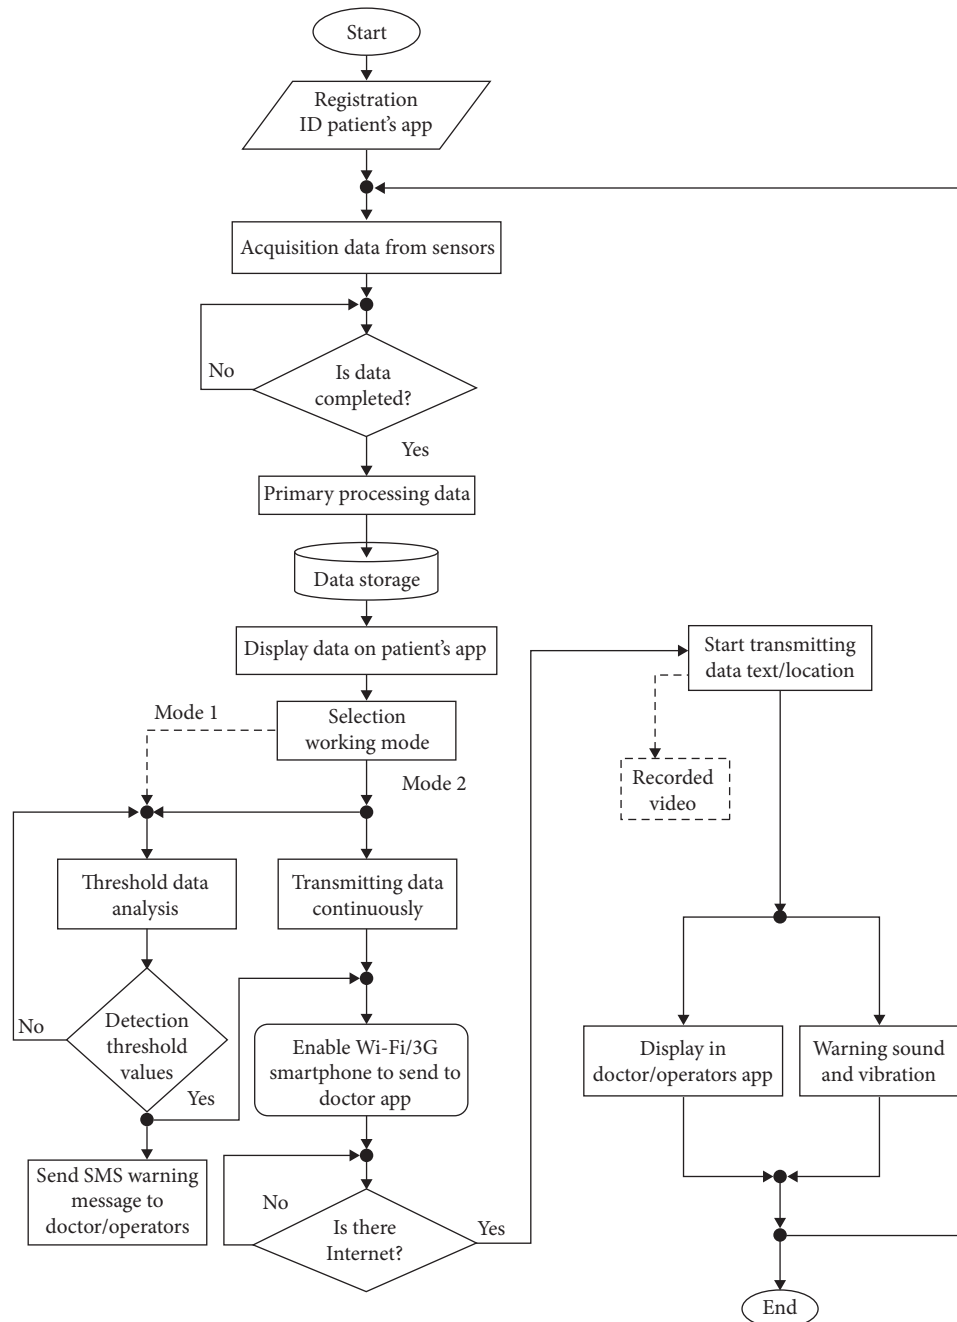 Start
Registration
ID patient's app
Acquisition data from sensors
No
Is data
completed?
Yes
Primary processing data
Data storage
Display data on patient's app
Start transmitting
data text/location
Mode 1
Selection
working mode
Recorded
video
Mode 2
Threshold data
analysis
Transmitting data
continuously
No
Detection
threshold
values
Yes
Enable Wi-Fi/3G
smartphone to send to
doctor app
Display in
doctor/operators app
Warning sound
and vibration
Send SMS warning
message to
doctor/operators
No
Is there
Internet?
Yes
End